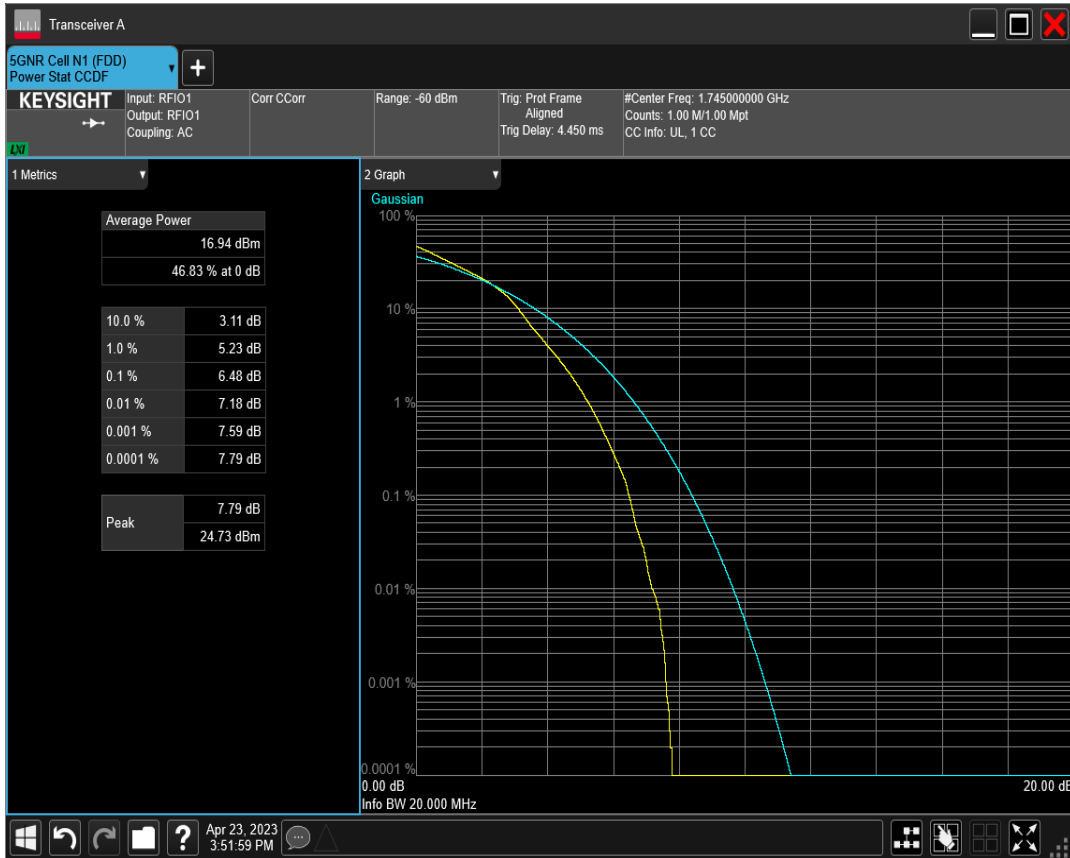 Transceiver A
5GNR Cell N1 (FDD)
Power Stat CCDF
+
KEYSIGHT
LXI
Input: RFIO1
Output: RFIO1
Coupling: AC
Corr CCorr
Range: -60 dBm
Trig: Prot Frame
Aligned
Trig Delay: 4.450 ms
#Center Freq: 1.745000000 GHz
Counts: 1.00 M/1.00 Mpt
CC Info: UL, 1 CC
1 Metrics
Average Power
16.94 dBm
46.83 % at 0 dB
10.0 % 3.11 dB
1.0 % 5.23 dB
0.1 % 6.48 dB
0.01 % 7.18 dB
0.001 % 7.59 dB
0.0001 % 7.79 dB
Peak
7.79 dB
24.73 dBm
2 Graph
Gaussian
100 %
10 %
1 %
0.1 %
0.01 %
0.001 %
0.0001 %
0.00 dB 20.00 dB
Info BW 20.000 MHz
?
Apr 23, 2023
3:51:59 PM